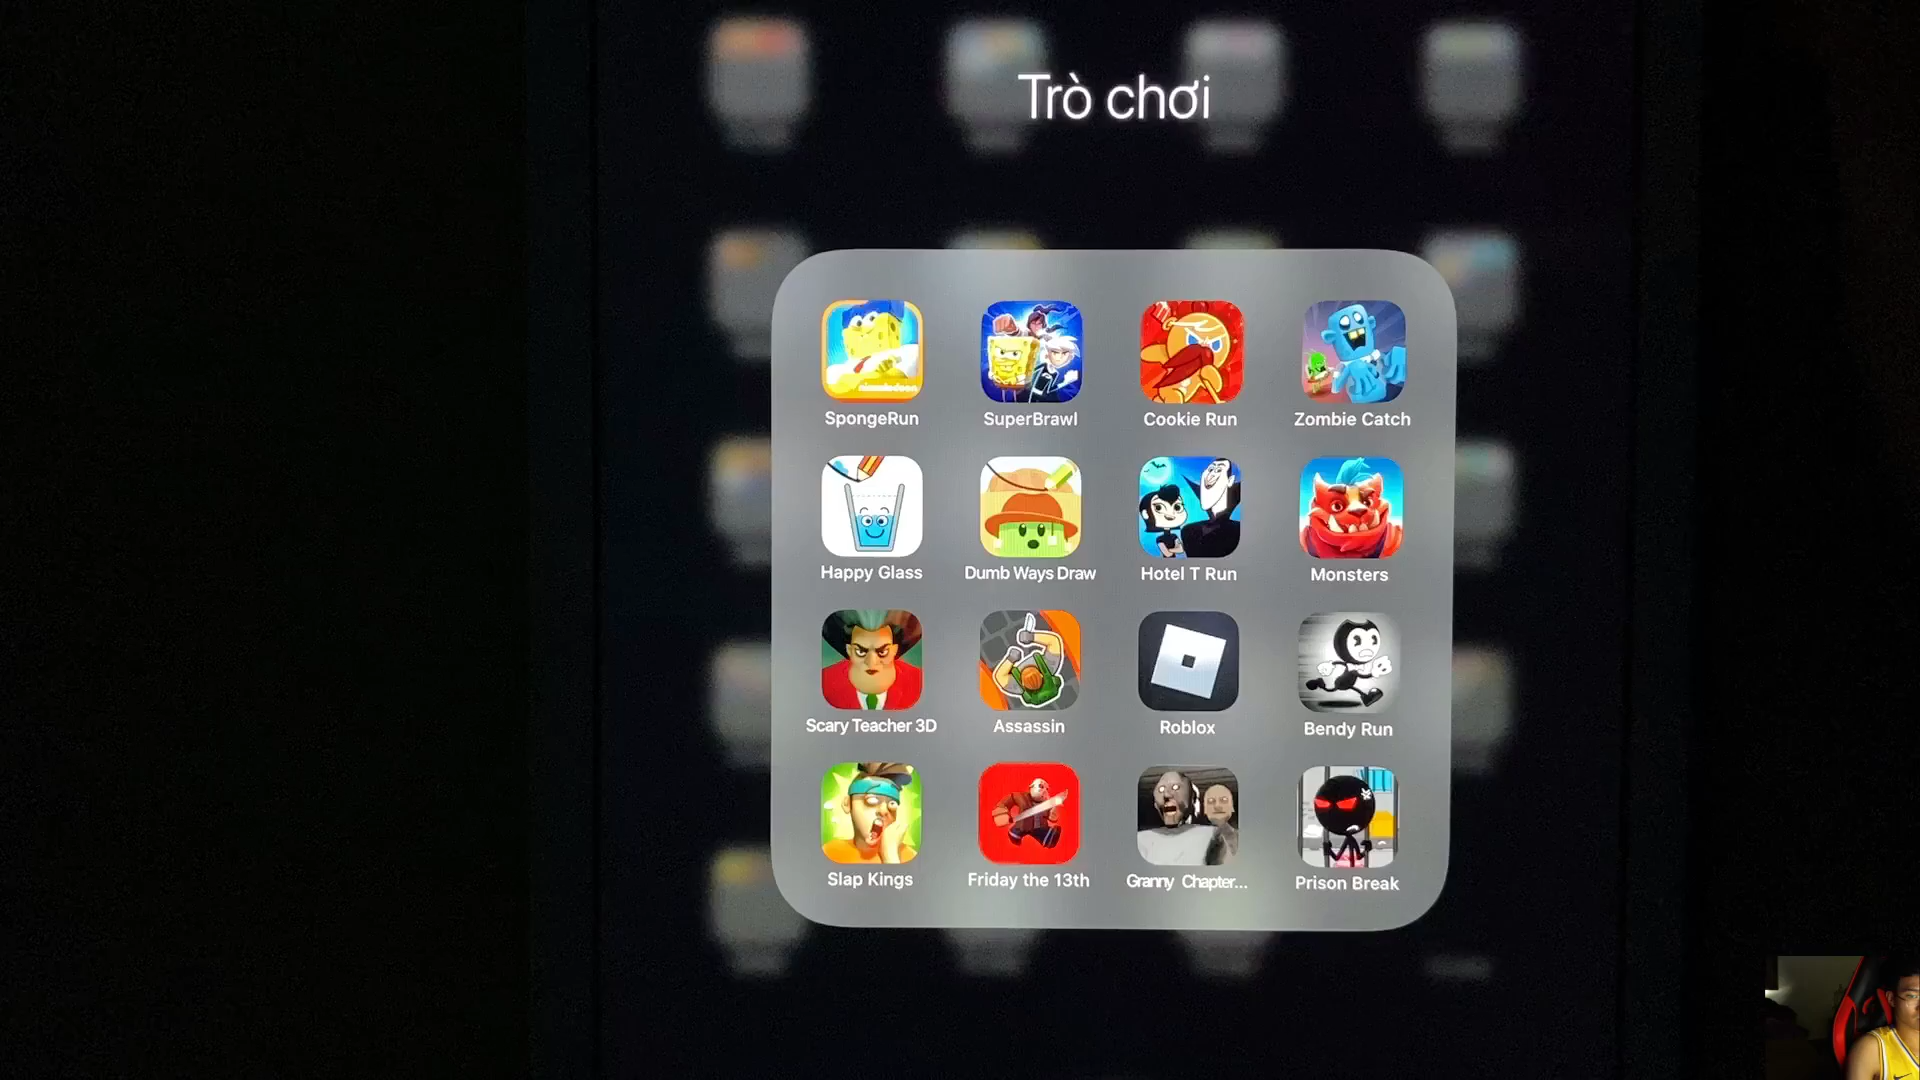 Trò chơi
nickelodeon
SpongeRun
SuperBrawl
Cookie Run
Zombie Catch
Happy Glass
Dumb Ways Draw
Hotel T Run
Monsters
Scary Teacher 3D
Assassin
Roblox
Bendy Run
Slap Kings
Friday the 13th
Granny Chapter...
Prison Break